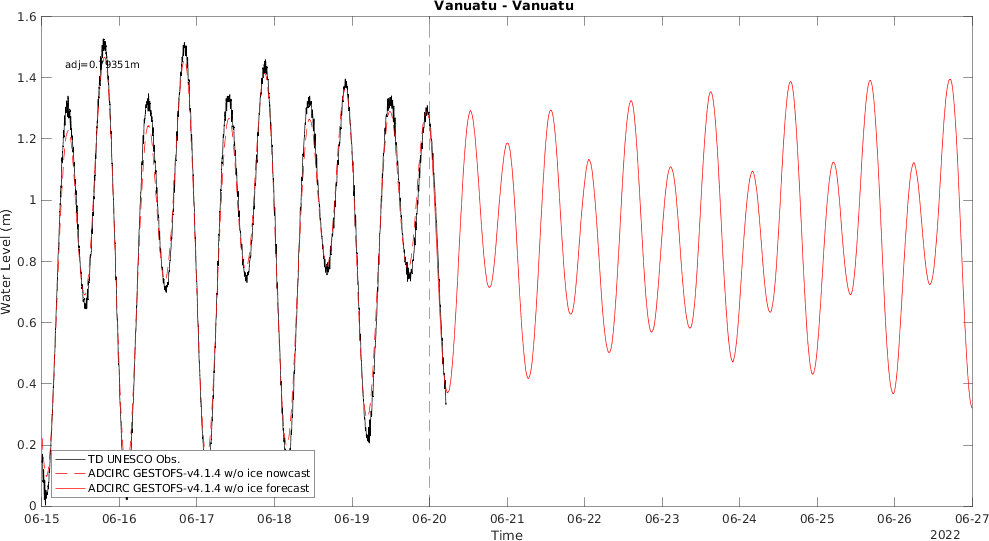 Vanuatu - Vanuatu
1.6
1.4
1.2
1
0.8
0.6
0.4
0.2
0
Water Level (m)
TD UNESCO Obs.
ADCIRC GESTOFS-v4.1.4 w/o ice nowcast
ADCIRC GESTOFS-v4.1.4 w/o ice forecast
06-15 06-16 06-17 06-18 06-19 06-20 06-21 06-22 06-23 06-24 06-25 06-26 06-27
Time
2022